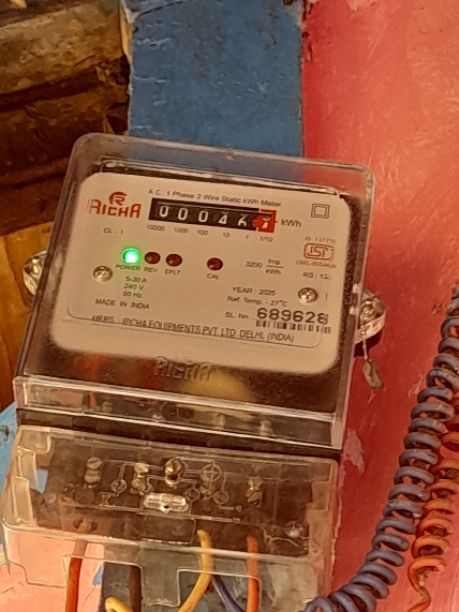 A.C. 1 Phase 2 Wire Static kWh Meter
RICHA
00046
kWh
CL - 1
10000 1000 100 10 1 1/10
POWER REV. EFLT CAL
3200 Imp. kWh
5-30 A
240 V
50 Hz
MADE IN INDIA
YEAR : 2025
Ref. Temp. - 27°C
SL. No. 689628
MFRS. : RICHA EQUIPMENTS PVT. LTD. DELHI, (INDIA)
RICHA